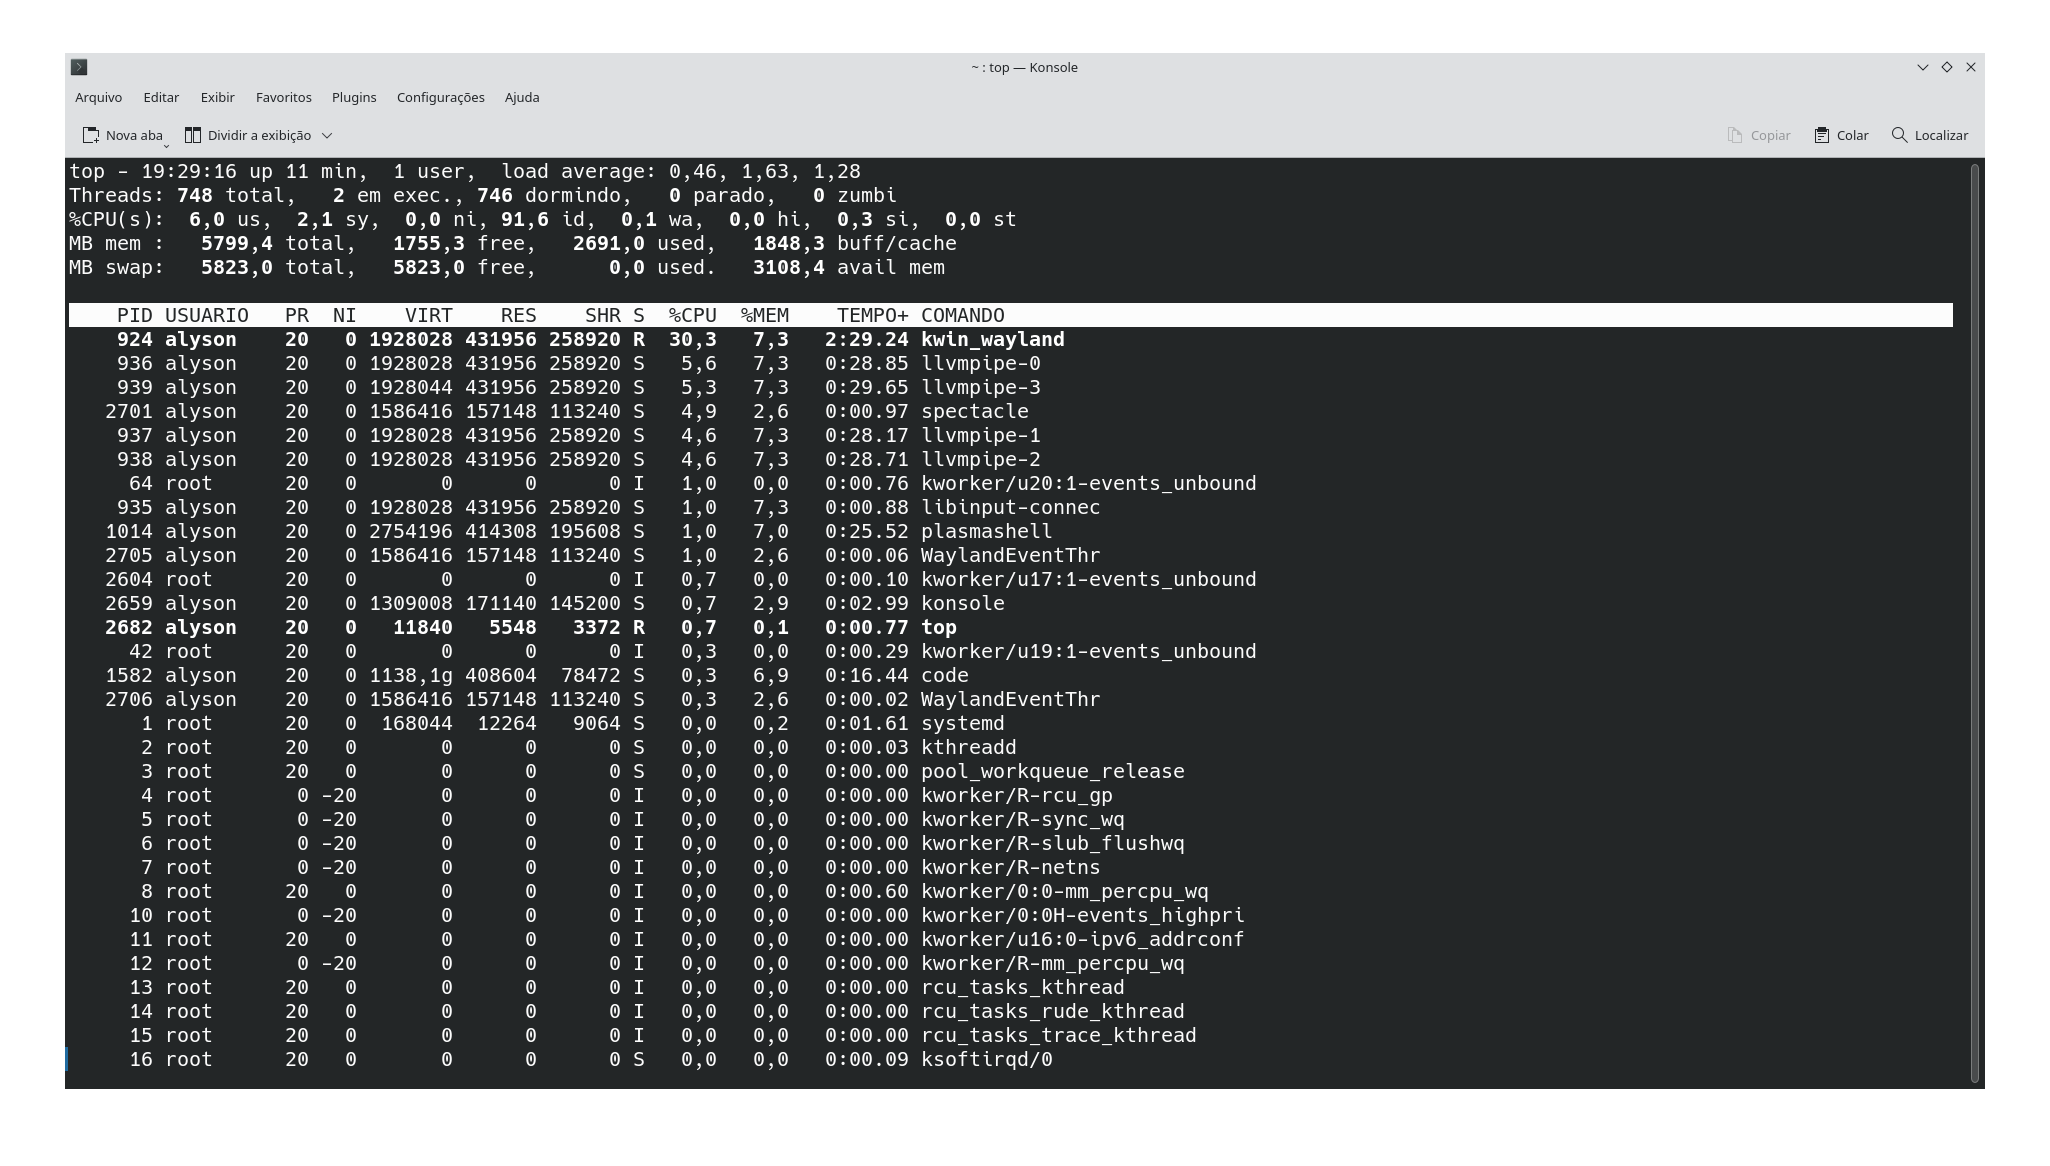 ~ : top — Konsole
Arquivo Editar Exibir Favoritos Plugins Configurações Ajuda
Nova aba Dividir a exibição Copiar Colar Localizar
top - 19:29:16 up 11 min,  1 user,  load average: 0,46, 1,63, 1,28
Threads: 748 total,   2 em exec., 746 dormindo,   0 parado,   0 zumbi
%CPU(s):  6,0 us,  2,1 sy,  0,0 ni, 91,6 id,  0,1 wa,  0,0 hi,  0,3 si,  0,0 st
MB mem :   5799,4 total,   1755,3 free,   2691,0 used,   1848,3 buff/cache
MB swap:   5823,0 total,   5823,0 free,      0,0 used.   3108,4 avail mem
PID USUARIO   PR  NI    VIRT    RES    SHR S  %CPU  %MEM    TEMPO+ COMANDO
924 alyson    20   0 1928028 431956 258920 R  30,3   7,3   2:29.24 kwin_wayland
936 alyson    20   0 1928028 431956 258920 S   5,6   7,3   0:28.85 llvmpipe-0
939 alyson    20   0 1928044 431956 258920 S   5,3   7,3   0:29.65 llvmpipe-3
2701 alyson    20   0 1586416 157148 113240 S   4,9   2,6   0:00.97 spectacle
937 alyson    20   0 1928028 431956 258920 S   4,6   7,3   0:28.17 llvmpipe-1
938 alyson    20   0 1928028 431956 258920 S   4,6   7,3   0:28.71 llvmpipe-2
64 root      20   0       0      0      0 I   1,0   0,0   0:00.76 kworker/u20:1-events_unbound
935 alyson    20   0 1928028 431956 258920 S   1,0   7,3   0:00.88 libinput-connec
1014 alyson    20   0 2754196 414308 195608 S   1,0   7,0   0:25.52 plasmashell
2705 alyson    20   0 1586416 157148 113240 S   1,0   2,6   0:00.06 WaylandEventThr
2604 root      20   0       0      0      0 I   0,7   0,0   0:00.10 kworker/u17:1-events_unbound
2659 alyson    20   0 1309008 171140 145200 S   0,7   2,9   0:02.99 konsole
2682 alyson    20   0   11840   5548   3372 R   0,7   0,1   0:00.77 top
42 root      20   0       0      0      0 I   0,3   0,0   0:00.29 kworker/u19:1-events_unbound
1582 alyson    20   0 1138,1g 408604  78472 S   0,3   6,9   0:16.44 code
2706 alyson    20   0 1586416 157148 113240 S   0,3   2,6   0:00.02 WaylandEventThr
1 root      20   0  168044  12264   9064 S   0,0   0,2   0:01.61 systemd
2 root      20   0       0      0      0 S   0,0   0,0   0:00.03 kthreadd
3 root      20   0       0      0      0 S   0,0   0,0   0:00.00 pool_workqueue_release
4 root       0 -20       0      0      0 I   0,0   0,0   0:00.00 kworker/R-rcu_gp
5 root       0 -20       0      0      0 I   0,0   0,0   0:00.00 kworker/R-sync_wq
6 root       0 -20       0      0      0 I   0,0   0,0   0:00.00 kworker/R-slub_flushwq
7 root       0 -20       0      0      0 I   0,0   0,0   0:00.00 kworker/R-netns
8 root      20   0       0      0      0 I   0,0   0,0   0:00.60 kworker/0:0-mm_percpu_wq
10 root       0 -20       0      0      0 I   0,0   0,0   0:00.00 kworker/0:0H-events_highpri
11 root      20   0       0      0      0 I   0,0   0,0   0:00.00 kworker/u16:0-ipv6_addrconf
12 root       0 -20       0      0      0 I   0,0   0,0   0:00.00 kworker/R-mm_percpu_wq
13 root      20   0       0      0      0 I   0,0   0,0   0:00.00 rcu_tasks_kthread
14 root      20   0       0      0      0 I   0,0   0,0   0:00.00 rcu_tasks_rude_kthread
15 root      20   0       0      0      0 I   0,0   0,0   0:00.00 rcu_tasks_trace_kthread
16 root      20   0       0      0      0 S   0,0   0,0   0:00.09 ksoftirqd/0